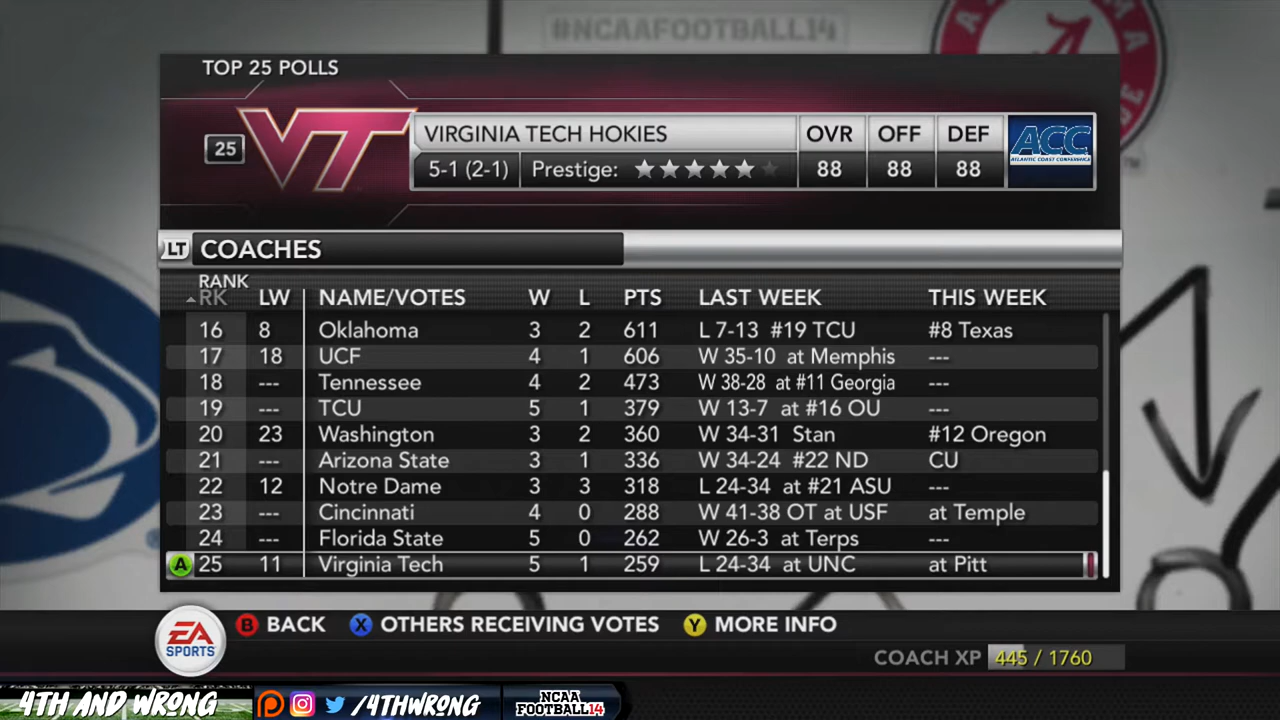 #NCAAFOOTBALL14
TOP 25 POLLS
25 VT VIRGINIA TECH HOKIES OVR OFF DEF ACC
ATLANTIC COAST CONFERENCE
5-1 (2-1) Prestige: 88 88 88
LT COACHES
RANK
RK LW NAME/VOTES W L PTS LAST WEEK THIS WEEK
16 8 Oklahoma 3 2 611 L 7-13 #19 TCU #8 Texas
17 18 UCF 4 1 606 W 35-10 at Memphis ---
18 --- Tennessee 4 2 473 W 38-28 at #11 Georgia ---
19 --- TCU 5 1 379 W 13-7 at #16 OU ---
20 23 Washington 3 2 360 W 34-31 Stan #12 Oregon
21 --- Arizona State 3 1 336 W 34-24 #22 ND CU
22 12 Notre Dame 3 3 318 L 24-34 at #21 ASU ---
23 --- Cincinnati 4 0 288 W 41-38 OT at USF at Temple
24 --- Florida State 5 0 262 W 26-3 at Terps ---
A 25 11 Virginia Tech 5 1 259 L 24-34 at UNC at Pitt
EA SPORTS B BACK X OTHERS RECEIVING VOTES Y MORE INFO
COACH XP 445 / 1760
4TH AND WRONG /4THWRONG NCAA FOOTBALL 14